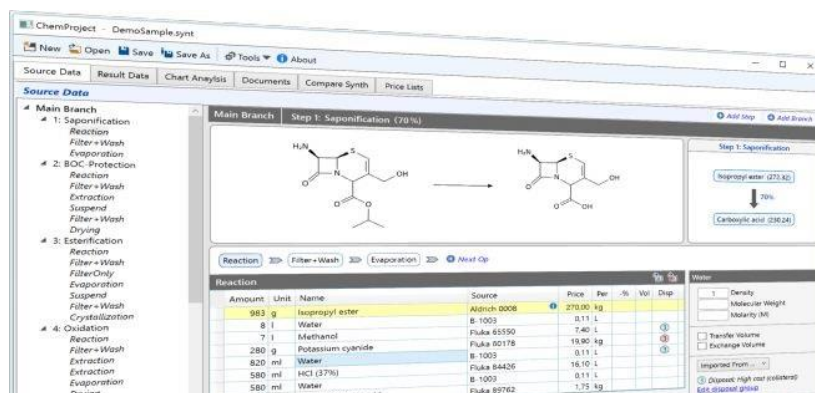 ChemProject - DemoSample.synt
New Open Save Save As Tools About
Source Data Result Data Chart Anaylsis Documents Compare Synth Price Lists
Source Data
Main Branch
1: Saponification
Reaction
Filter+Wash
Evaporation
2: BOC-Protection
Reaction
Filter+Wash
Extraction
Suspend
Filter+Wash
Drying
3: Esterification
Reaction
Filter+Wash
FilterOnly
Evaporation
Suspend
Filter+Wash
Crystallization
4: Oxidation
Reaction
Filter+Wash
Extraction
Extraction
Evaporation
Drying
Main Branch Step 1: Saponification (70%)
Add Step Add Branch
H₂N S N O OH O O
H₂N S N O OH O OH
Step 1: Saponification
Isopropyl ester (272.32)
70%
Carboxylic acid (230.24)
Reaction Filter+Wash Evaporation Next Op
Reaction
Amount Unit Name Source Price Per -% Vol Disp
983 g Isopropyl ester Aldrich 0008 270,00 kg
8 l Water B-1003 0,11 L
7 l Methanol Fluka 65550 7,40 L
280 g Potassium cyanide Fluka 60178 19,90 kg
820 ml Water B-1003 0,11 L
580 ml HCl (37%) Fluka 84426 16,10 L
580 ml Water B-1003 0,11 L
Fluka 89762 1,75 kg
Water
1 Density
Molecular Weight
Molarity (M)
Transfer Volume
Exchange Volume
Imported From ...
Disposal: High cost (collateral)
Edit disposal group